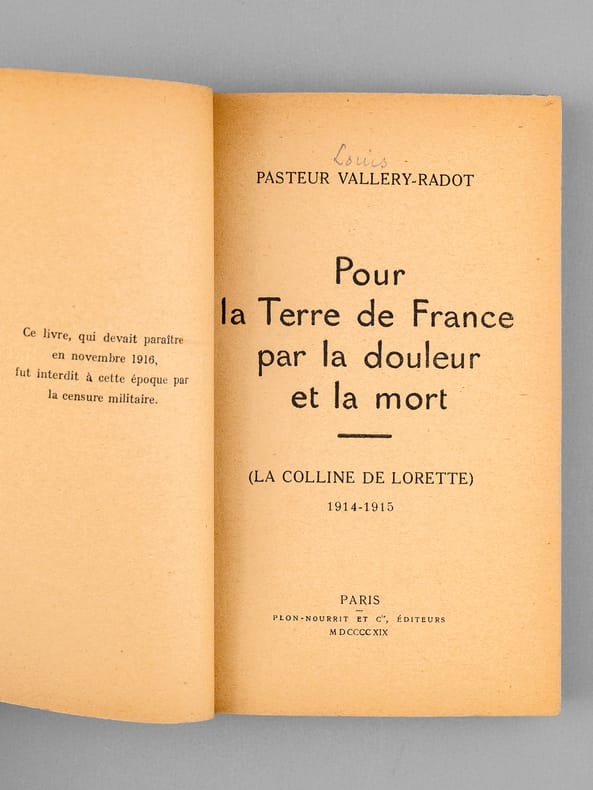 Ce livre, qui devait paraître
en novembre 1916,
fut interdit à cette époque par
la censure militaire.
Louis
PASTEUR VALLERY-RADOT
Pour
la Terre de France
par la douleur
et la mort
(LA COLLINE DE LORETTE)
1914-1915
PARIS
PLON-NOURRIT ET Cie, ÉDITEURS
MDCCCCXIX